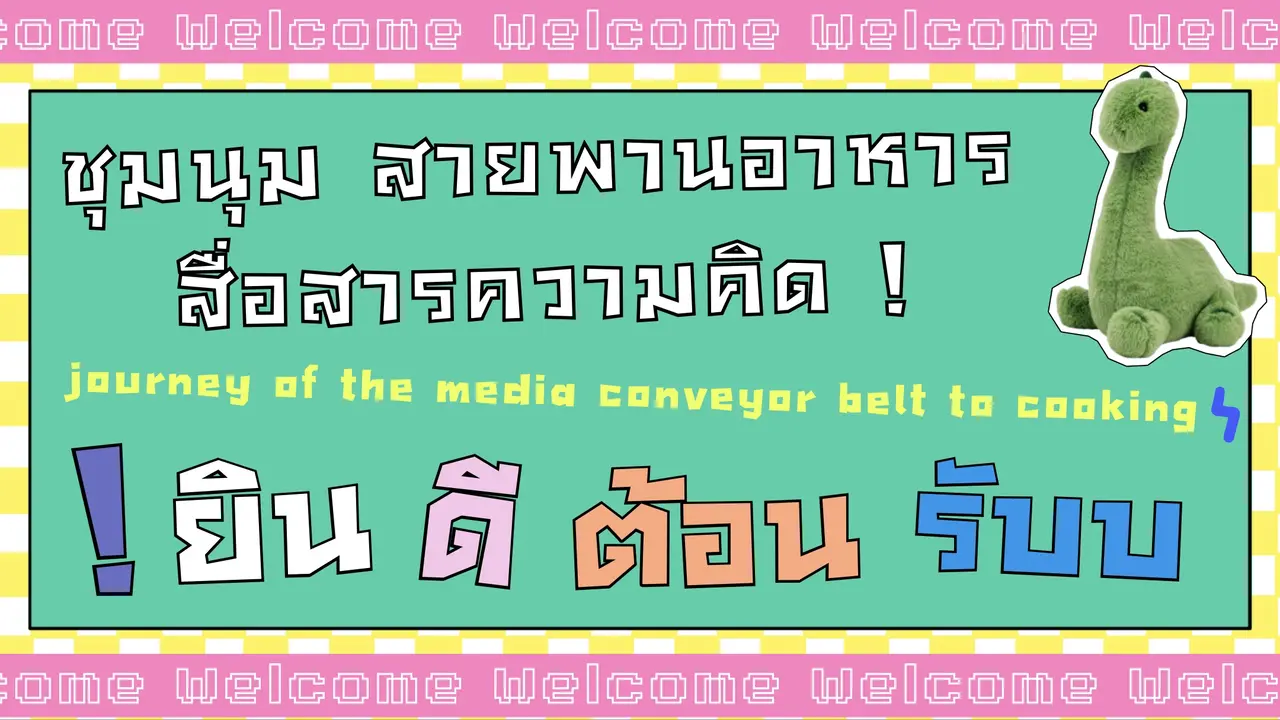 come Welcome Welcome Welcome Welc
ชุมนุม สายพานอาหาร
สื่อสารความคิด !
journey of the media conveyor belt to cooking
! ยิน ดี ต้อน รับบ
come Welcome Welcome Welcome Welc